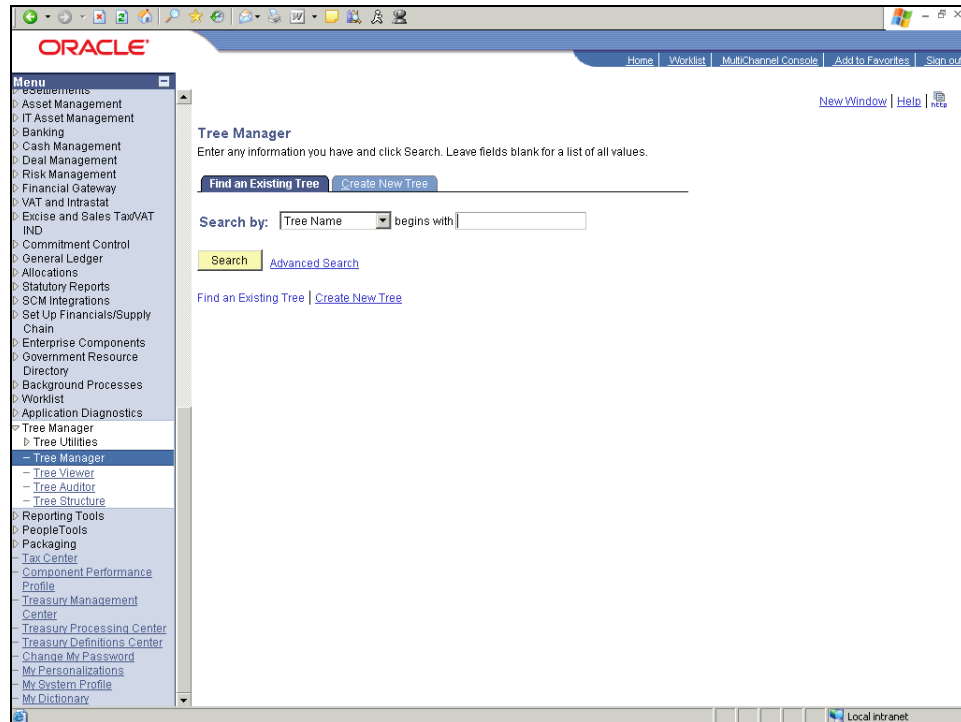 ORACLE
Home | Worklist | MultiChannel Console | Add to Favorites | Sign out
Menu
eSettlements
Asset Management
IT Asset Management
Banking
Cash Management
Deal Management
Risk Management
Financial Gateway
VAT and Intrastat
Excise and Sales Tax/VAT
IND
Commitment Control
General Ledger
Allocations
Statutory Reports
SCM Integrations
Set Up Financials/Supply
Chain
Enterprise Components
Government Resource
Directory
Background Processes
Worklist
Application Diagnostics
Tree Manager
Tree Utilities
– Tree Manager
– Tree Viewer
– Tree Auditor
– Tree Structure
Reporting Tools
PeopleTools
Packaging
– Tax Center
– Component Performance
Profile
– Treasury Management
Center
– Treasury Processing Center
– Treasury Definitions Center
– Change My Password
– My Personalizations
– My System Profile
– My Dictionary
New Window | Help | http
Tree Manager
Enter any information you have and click Search. Leave fields blank for a list of all values.
Find an Existing Tree Create New Tree
Search by: Tree Name begins with
Search Advanced Search
Find an Existing Tree | Create New Tree
Local intranet